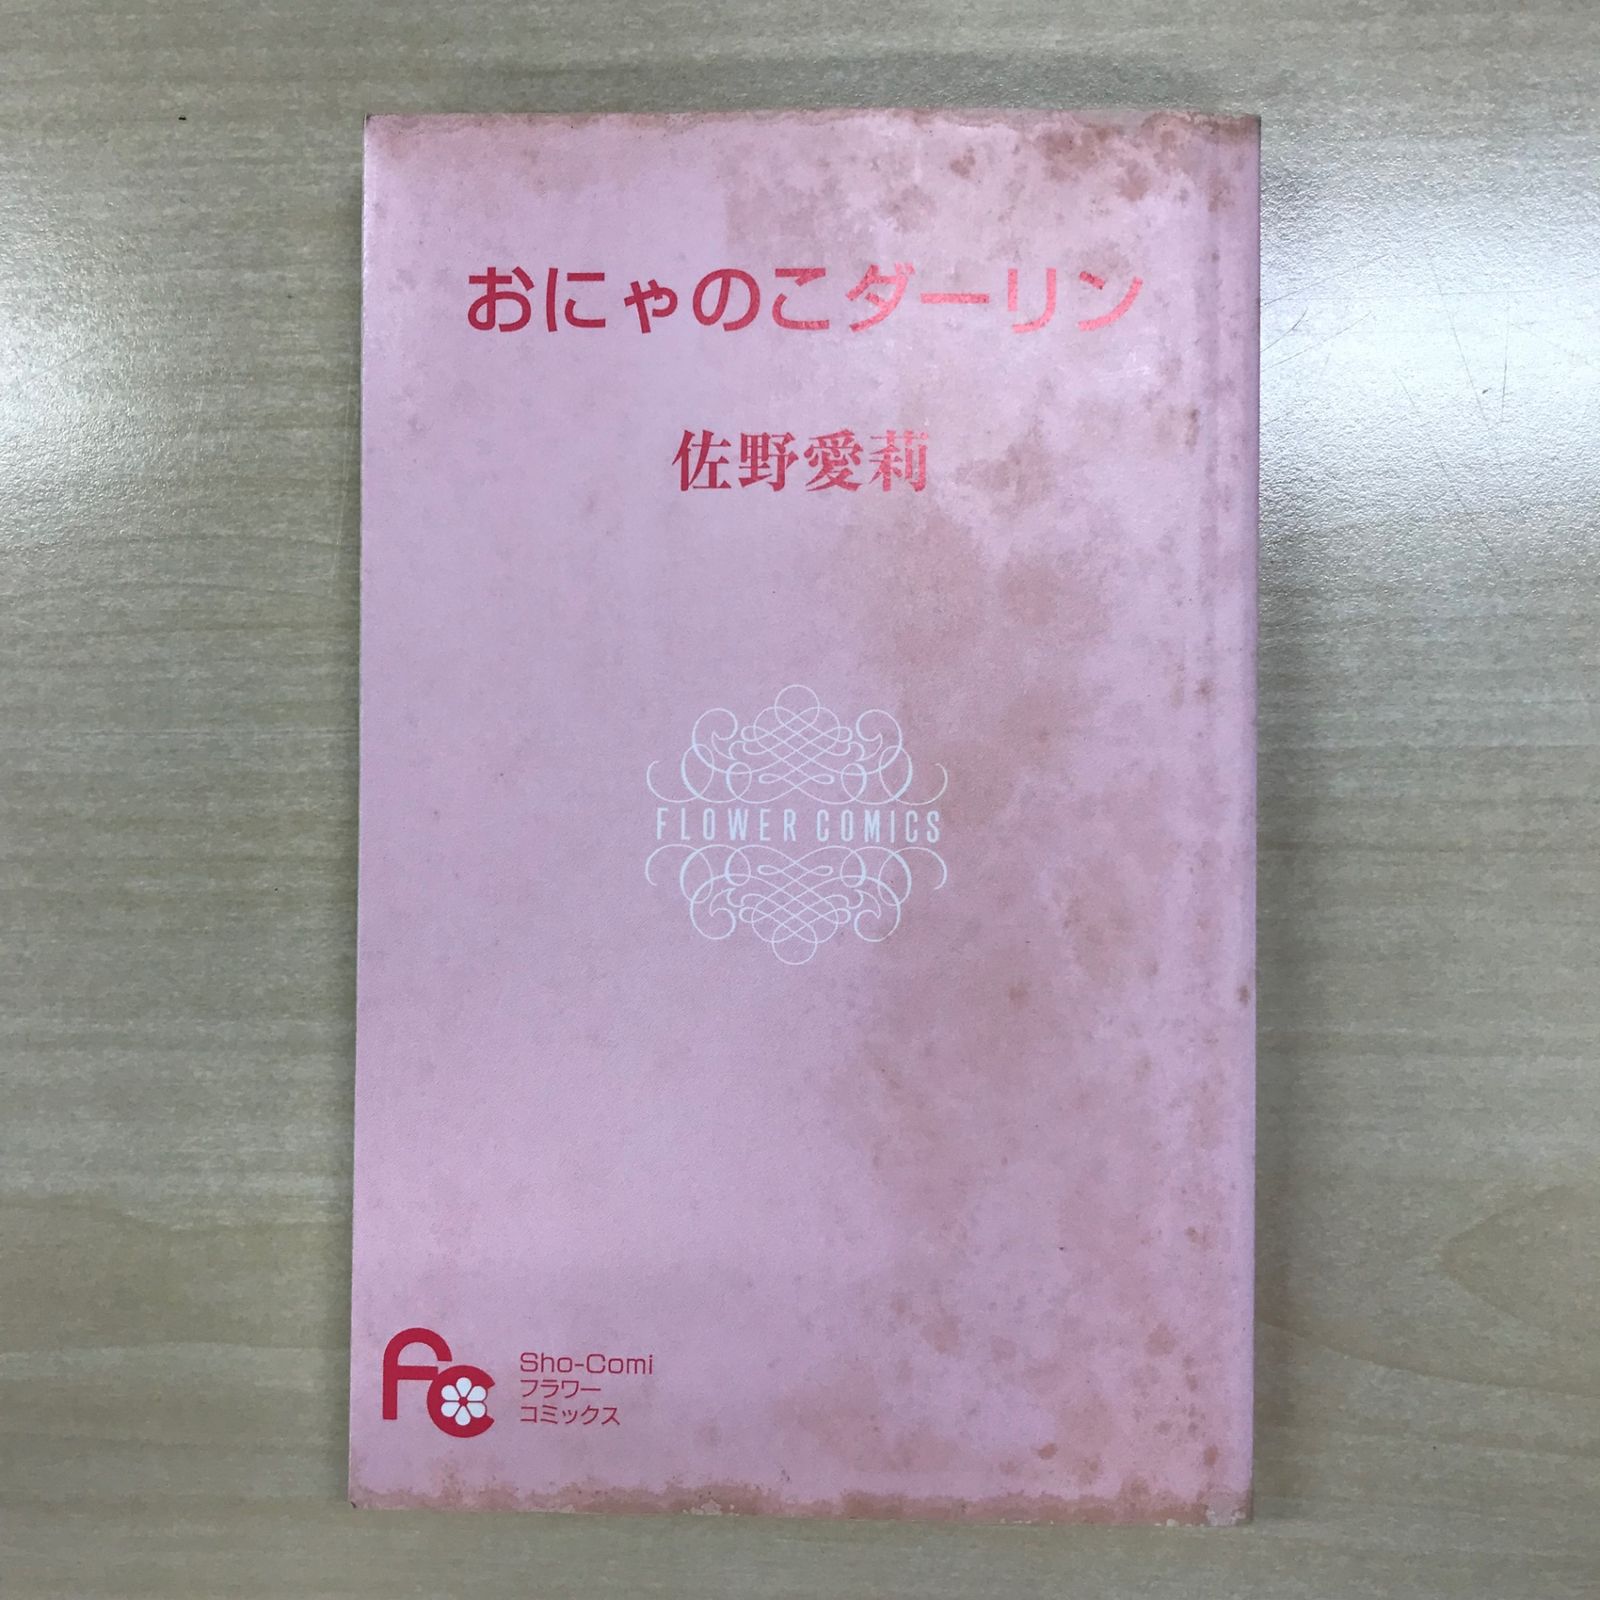 おにゃのこダーリン
佐野愛莉
FLOWER COMICS
fc
Sho-Comi
フラワー
コミックス